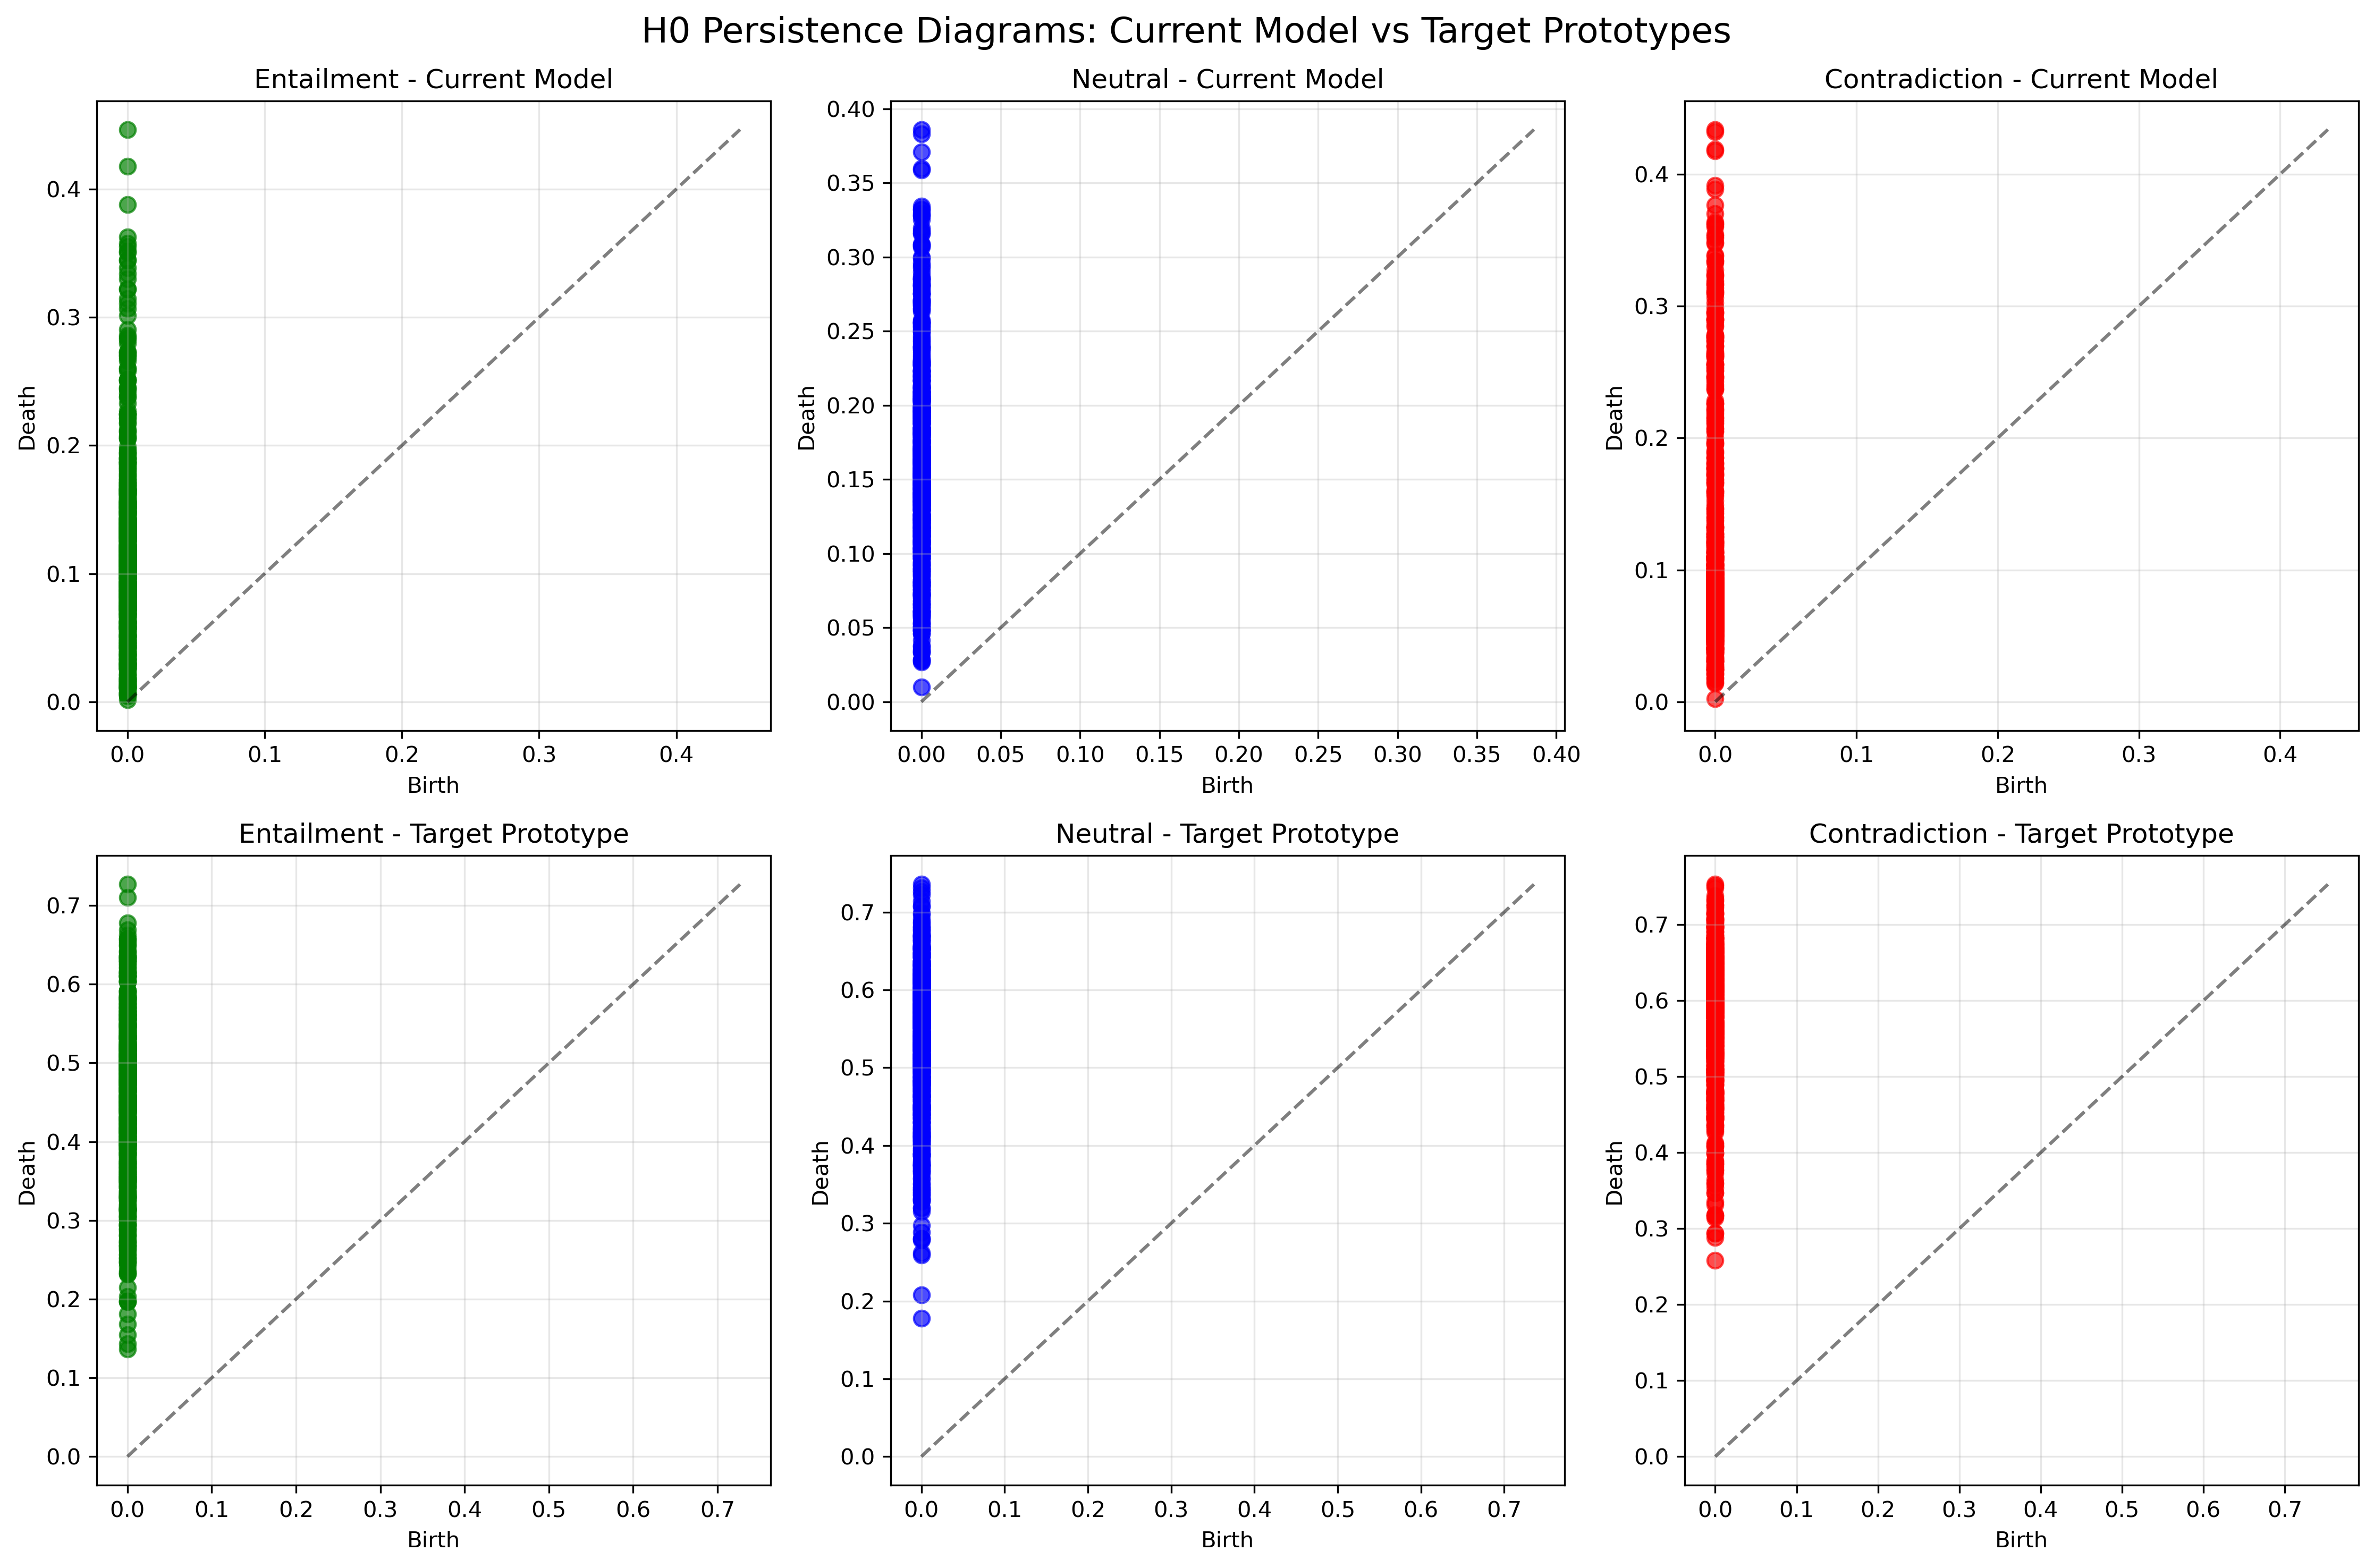 H0 Persistence Diagrams: Current Model vs Target Prototypes
Entailment - Current Model
Neutral - Current Model
Contradiction - Current Model
Death
0.4
0.3
0.2
0.1
0.0
0.0 0.1 0.2 0.3 0.4
Birth
Death
0.40
0.35
0.30
0.25
0.20
0.15
0.10
0.05
0.00
0.00 0.05 0.10 0.15 0.20 0.25 0.30 0.35 0.40
Birth
Death
0.4
0.3
0.2
0.1
0.0
0.0 0.1 0.2 0.3 0.4
Birth
Entailment - Target Prototype
Neutral - Target Prototype
Contradiction - Target Prototype
Death
0.7
0.6
0.5
0.4
0.3
0.2
0.1
0.0
0.0 0.1 0.2 0.3 0.4 0.5 0.6 0.7
Birth
Death
0.7
0.6
0.5
0.4
0.3
0.2
0.1
0.0
0.0 0.1 0.2 0.3 0.4 0.5 0.6 0.7
Birth
Death
0.7
0.6
0.5
0.4
0.3
0.2
0.1
0.0
0.0 0.1 0.2 0.3 0.4 0.5 0.6 0.7
Birth